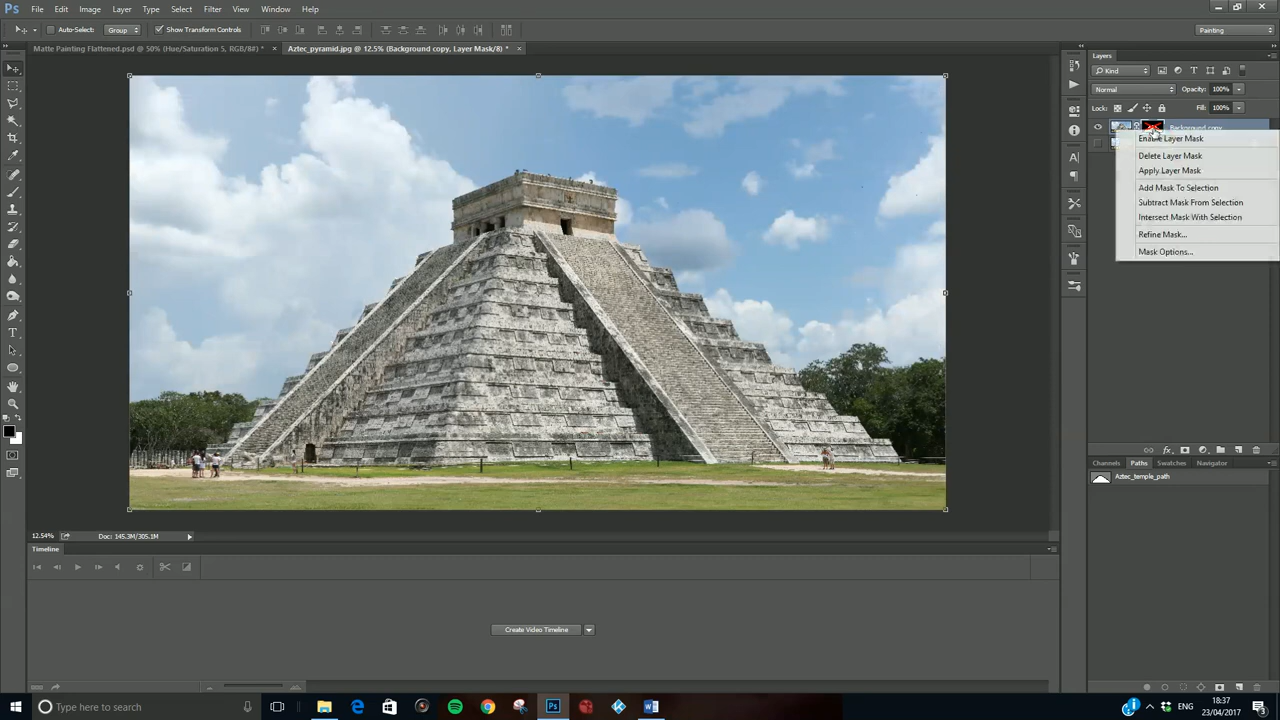 Ps File Edit Image Layer Type Select Filter View Window Help
Auto-Select: Group Show Transform Controls Painting
Matte Painting Flattened.psd @ 50% (Hue/Saturation 5, RGB/8#) * × Aztec_pyramid.jpg @ 12.5% (Background copy, Layer Mask/8) * ×
Layers
Kind
Normal Opacity: 100%
Lock: Fill: 100%
Background copy
Enable Layer Mask
Delete Layer Mask
Apply Layer Mask
Add Mask To Selection
Subtract Mask From Selection
Intersect Mask With Selection
Refine Mask...
Mask Options...
Channels Paths Swatches Navigator
Aztec_temple_path
12.54% Doc: 145.3M/305.1M
Timeline
Create Video Timeline
Type here to search
18:37
23/04/2017